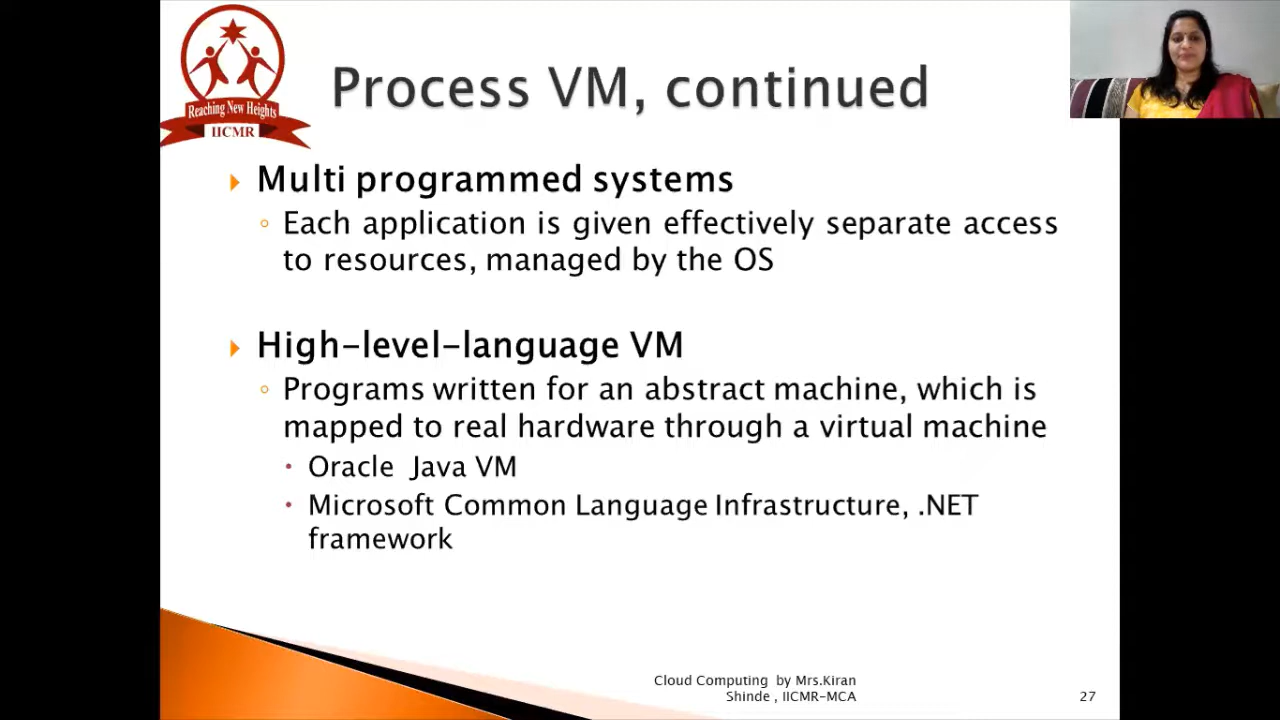 Reaching New Heights
IICMR
Process VM, continued
Multi programmed systems
Each application is given effectively separate access
to resources, managed by the OS
High-level-language VM
Programs written for an abstract machine, which is
mapped to real hardware through a virtual machine
Oracle Java VM
Microsoft Common Language Infrastructure, .NET
framework
Cloud Computing by Mrs.Kiran
Shinde , IICMR-MCA
27